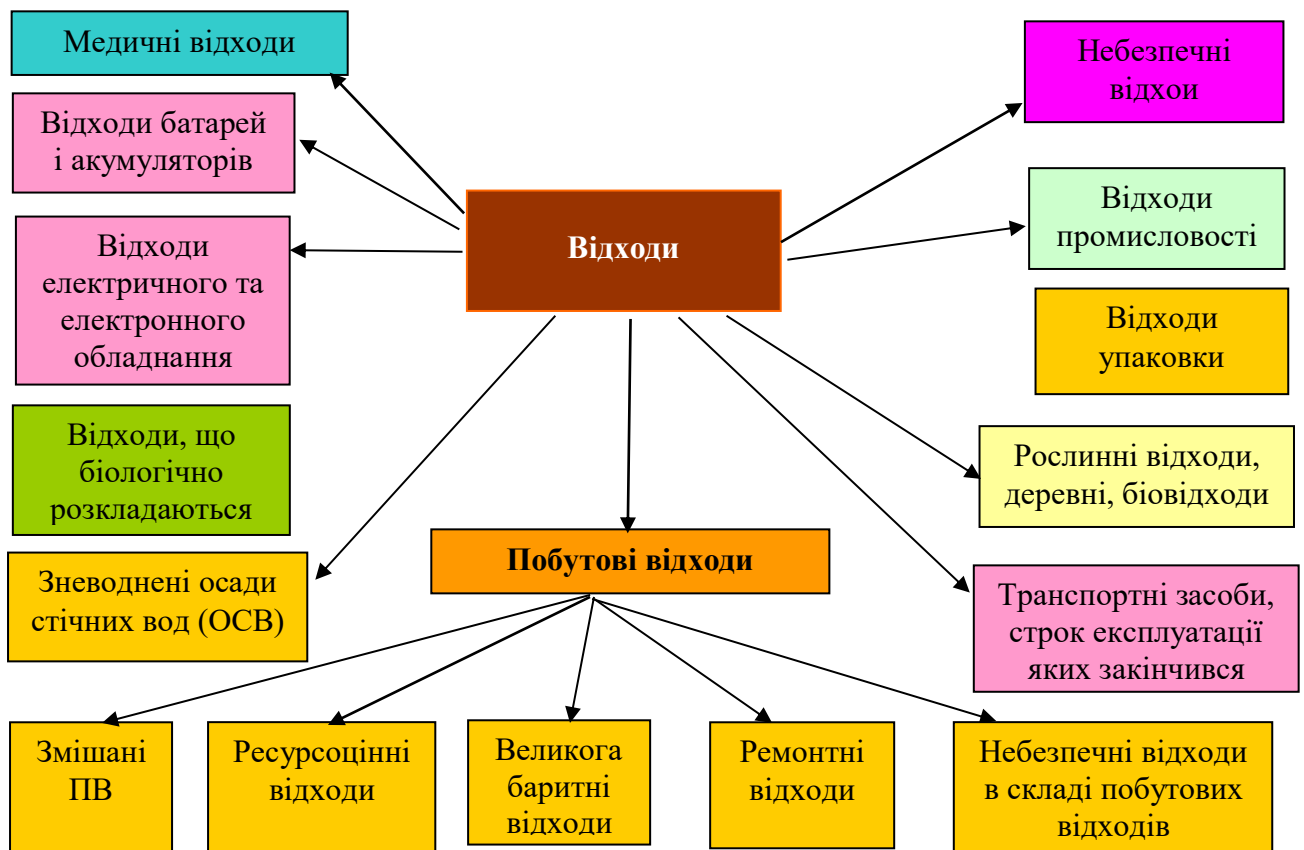 Медичні відходи
Небезпечні
відхои
Відходи батарей
і акумуляторів
Відходи
промисловості
Відходи
електричного та
електронного
обладнання
Відходи
Відходи
упаковки
Відходи, що
біологічно
розкладаються
Рослинні відходи,
деревні, біовідходи
Побутові відходи
Зневоднені осади
стічних вод (ОСВ)
Транспортні засоби,
строк експлуатації
яких закінчився
Змішані
ПВ
Ресурсоцінні
відходи
Великога
баритні
відходи
Ремонтні
відходи
Небезпечні відходи
в складі побутових
відходів